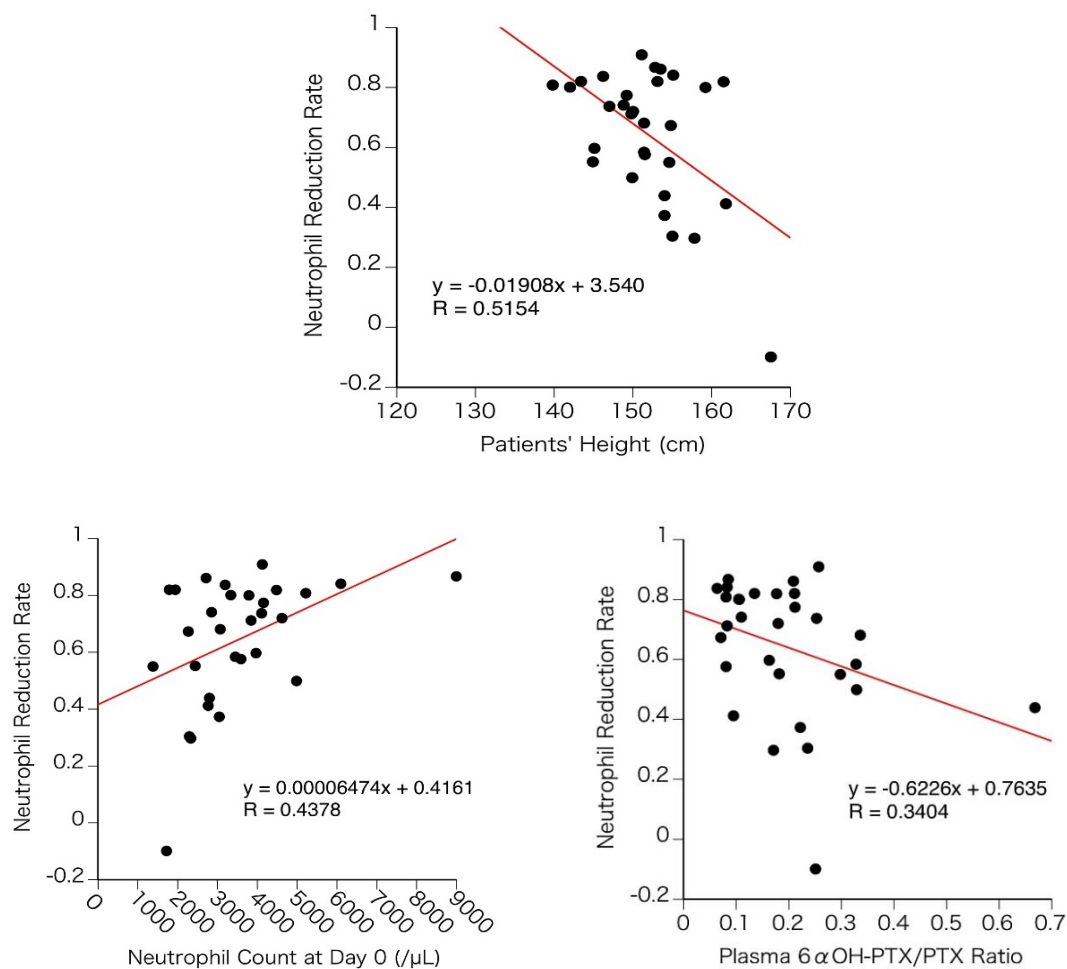 Neutrophil Reduction Rate
1
0.8
0.6
0.4
0.2
0
-0.2
120 130 140 150 160 170
Patients' Height (cm)
y = -0.01908x + 3.540
R = 0.5154
Neutrophil Reduction Rate
1
0.8
0.6
0.4
0.2
0
-0.2
0 1000 2000 3000 4000 5000 6000 7000 8000 9000
Neutrophil Count at Day 0 (/μL)
y = 0.00006474x + 0.4161
R = 0.4378
Neutrophil Reduction Rate
1
0.8
0.6
0.4
0.2
0
-0.2
0 0.1 0.2 0.3 0.4 0.5 0.6 0.7
Plasma 6αOH-PTX/PTX Ratio
y = -0.6226x + 0.7635
R = 0.3404